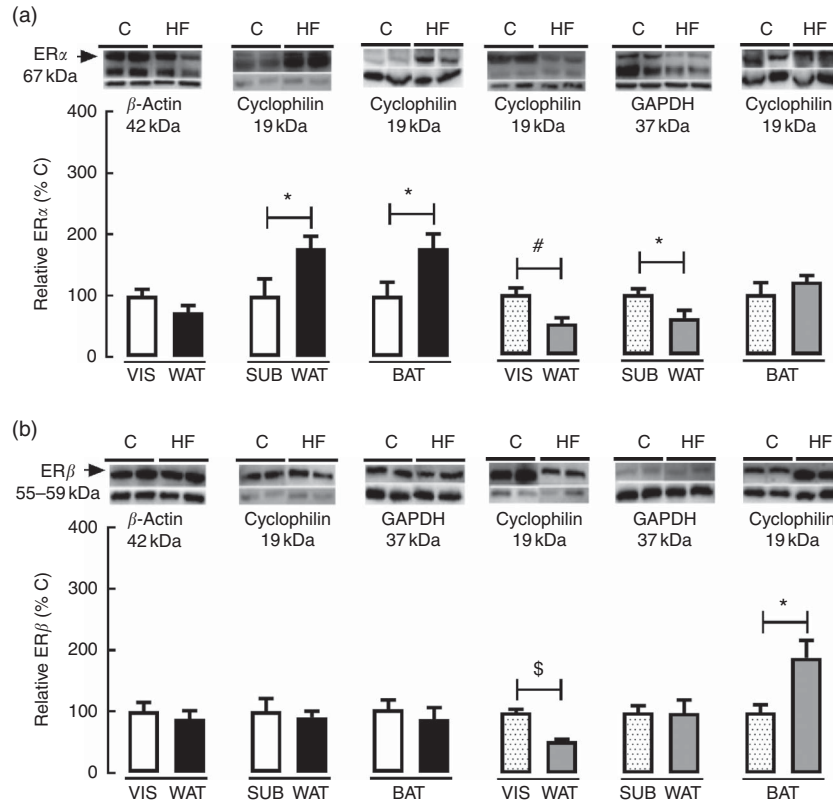 (a)
C HF C HF C HF C HF C HF C HF
ERα
67 kDa
β-Actin Cyclophilin Cyclophilin Cyclophilin GAPDH Cyclophilin
42 kDa 19 kDa 19 kDa 19 kDa 37 kDa 19 kDa
Relative ERα (% C)
400
300
200
100
0
* * # *
VIS WAT SUB WAT BAT VIS WAT SUB WAT BAT
(b)
C HF C HF C HF C HF C HF C HF
ERβ
55–59 kDa
β-Actin Cyclophilin GAPDH Cyclophilin GAPDH Cyclophilin
42 kDa 19 kDa 37 kDa 19 kDa 37 kDa 19 kDa
Relative ERβ (% C)
400
300
200
100
0
$ *
VIS WAT SUB WAT BAT VIS WAT SUB WAT BAT